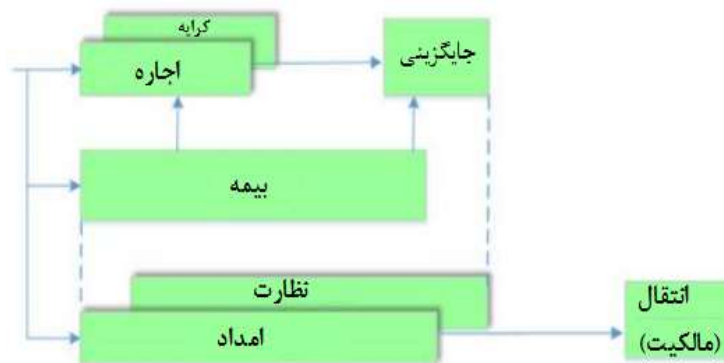 کرایه
اجاره
جایگزینی
بیمه
نظارت
امداد
انتقال
(مالکیت)